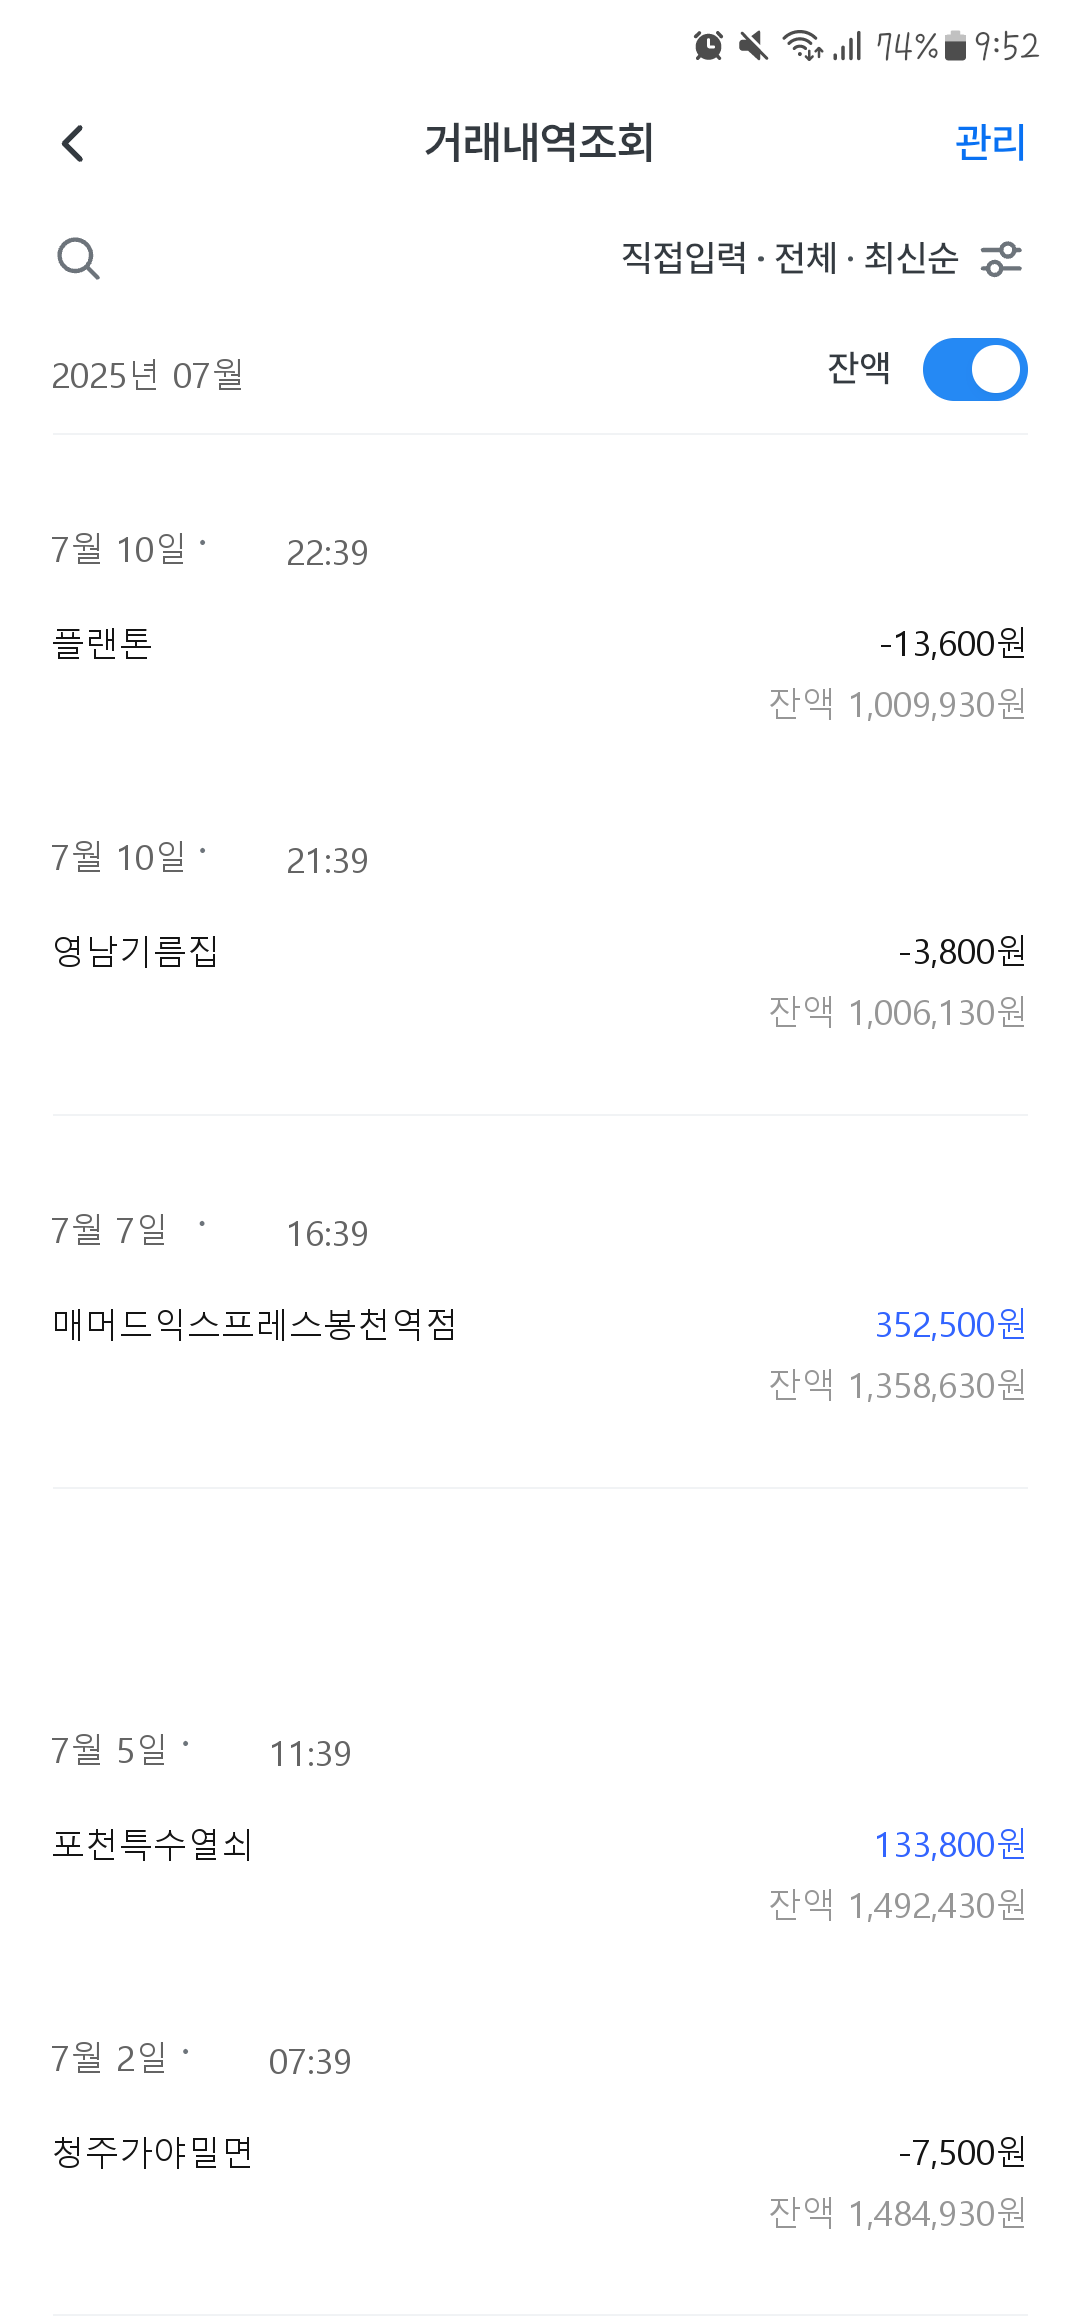 74% 9:52
거래내역조회 관리
직접입력 · 전체 · 최신순
2025년 07월 잔액
7월 10일 · 22:39
플랜톤 -13,600원
잔액 1,009,930원
7월 10일 · 21:39
영남기름집 -3,800원
잔액 1,006,130원
7월 7일 · 16:39
매머드익스프레스봉천역점 352,500원
잔액 1,358,630원
7월 5일 · 11:39
포천특수열쇠 133,800원
잔액 1,492,430원
7월 2일 · 07:39
청주가야밀면 -7,500원
잔액 1,484,930원